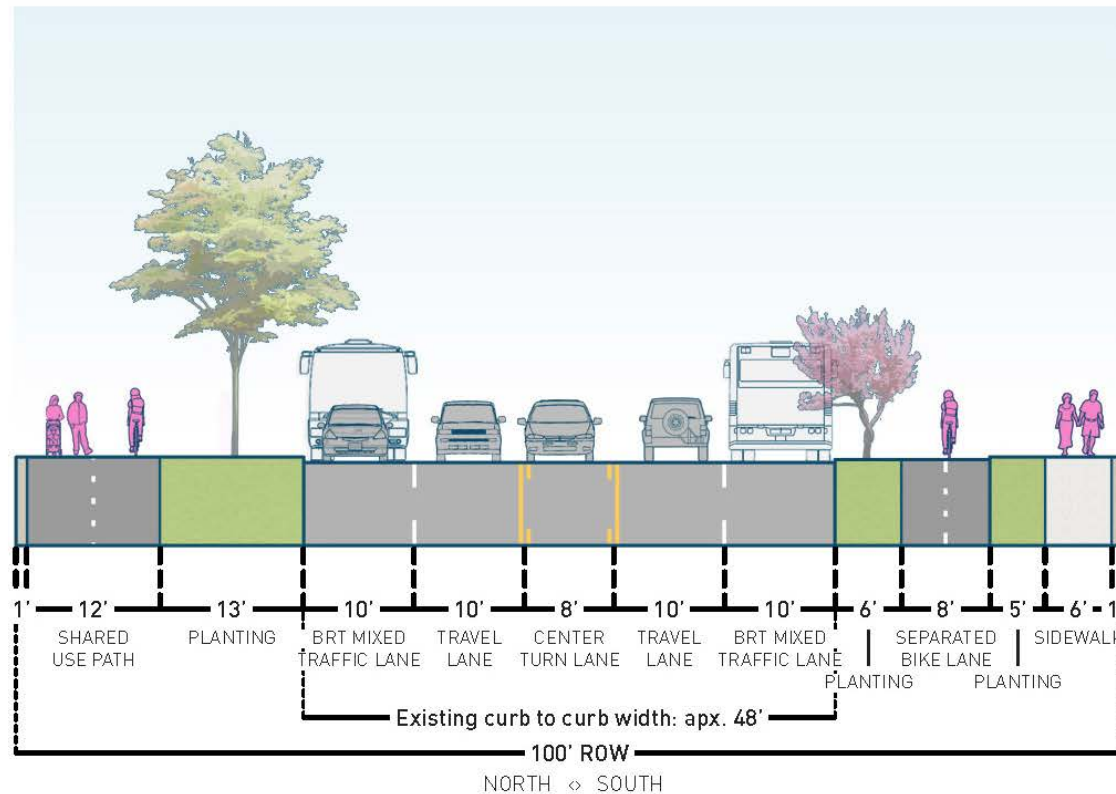 1' 12' 13' 10' 10' 8' 10' 10' 6' 8' 5' 6' 1
SHARED USE PATH
PLANTING
BRT MIXED TRAFFIC LANE
TRAVEL LANE
CENTER TURN LANE
TRAVEL LANE
BRT MIXED TRAFFIC LANE
PLANTING
SEPARATED BIKE LANE
PLANTING
SIDEWALK
Existing curb to curb width: apx. 48'
100' ROW
NORTH <> SOUTH